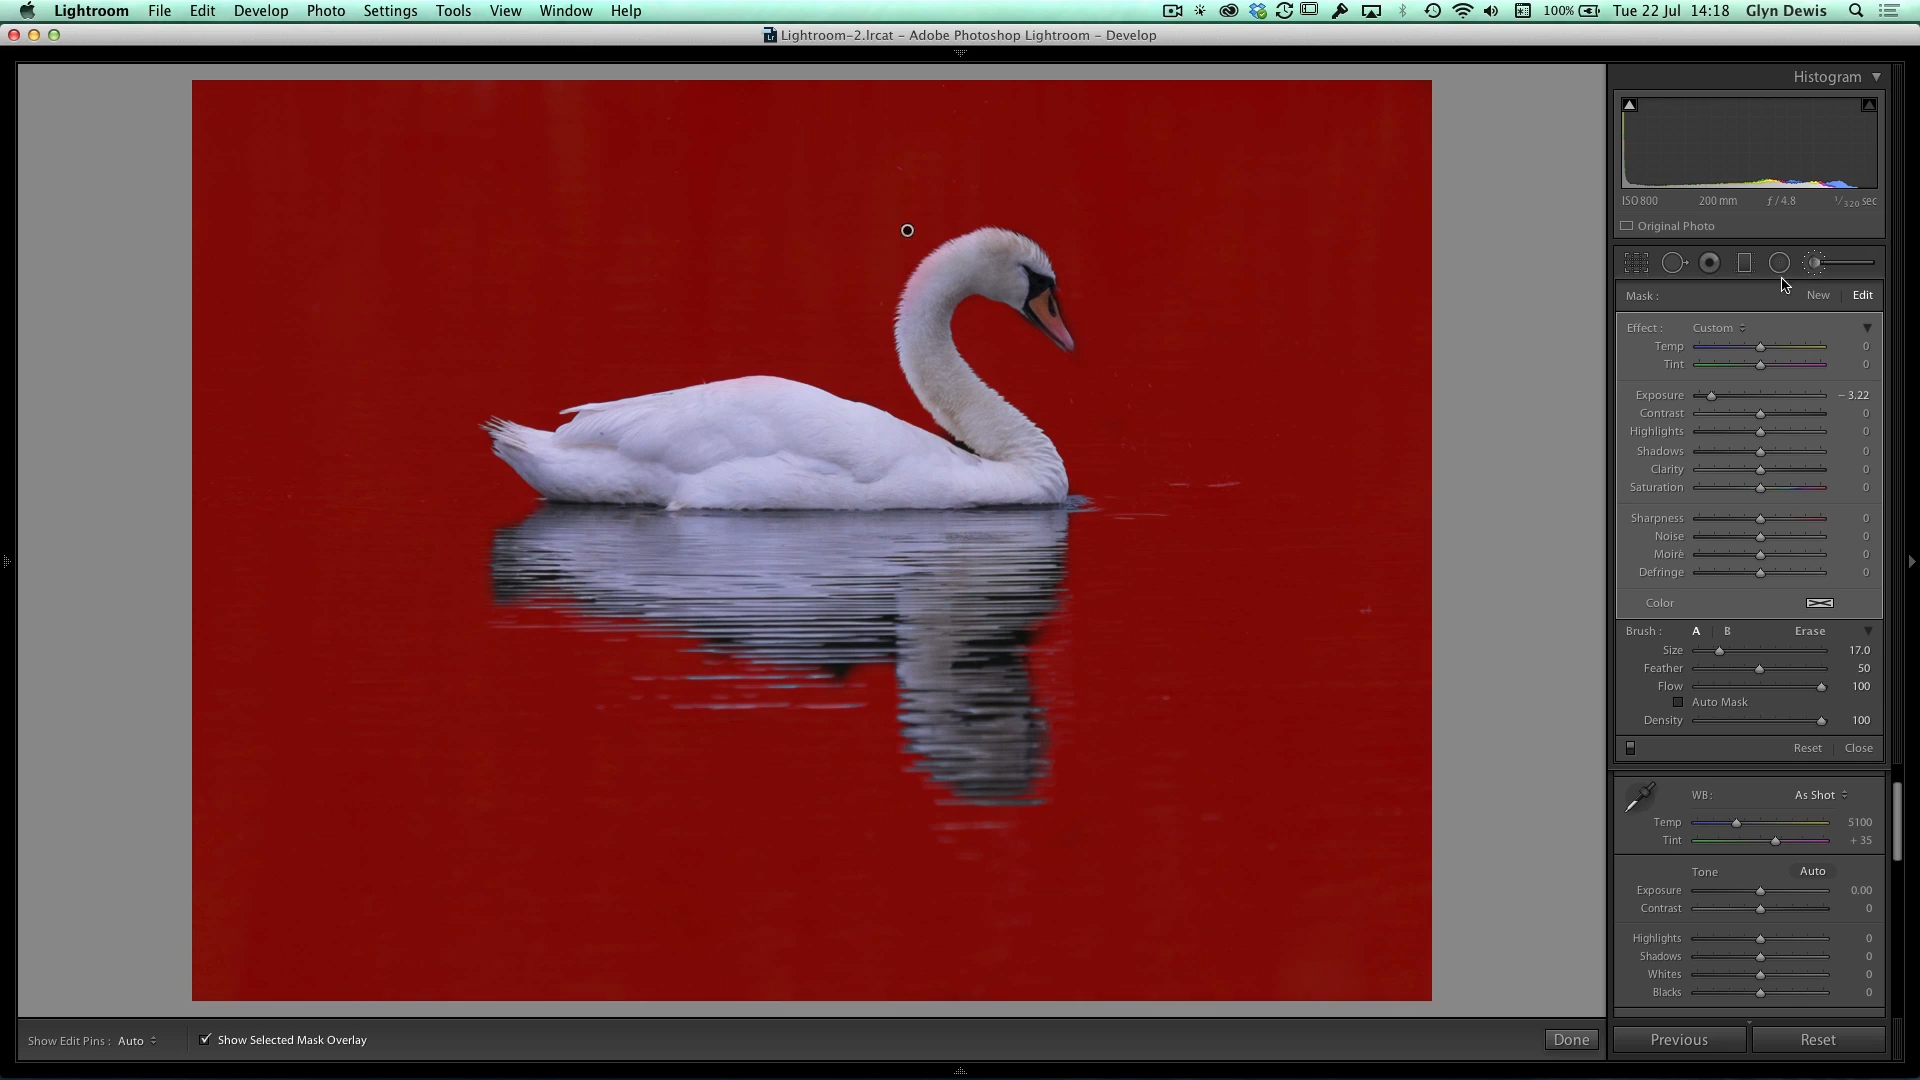 Lightroom File Edit Develop Photo Settings Tools View Window Help 100% Tue 22 Jul 14:18 Glyn Dewis
Lightroom-2.lrcat - Adobe Photoshop Lightroom - Develop
Histogram
ISO 800 200 mm ƒ / 4.8 1/320 sec
Original Photo
Mask : New Edit
Effect : Custom
Temp 0
Tint 0
Exposure - 3.22
Contrast 0
Highlights 0
Shadows 0
Clarity 0
Saturation 0
Sharpness 0
Noise 0
Moiré 0
Defringe 0
Color
Brush : A B Erase
Size 17.0
Feather 50
Flow 100
Auto Mask
Density 100
Reset Close
WB : As Shot
Temp 5100
Tint + 35
Tone Auto
Exposure 0.00
Contrast 0
Highlights 0
Shadows 0
Whites 0
Blacks 0
Show Edit Pins : Auto Show Selected Mask Overlay Done Previous Reset